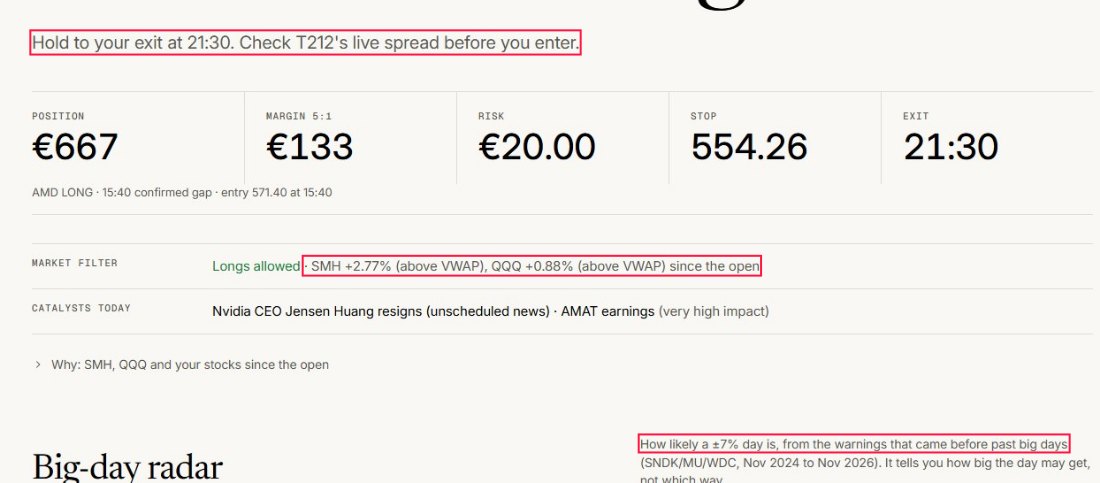 Hold to your exit at 21:30. Check T212's live spread before you enter.
POSITION MARGIN 5:1 RISK STOP EXIT
€667 €133 €20.00 554.26 21:30
AMD LONG · 15:40 confirmed gap · entry 571.40 at 15:40
MARKET FILTER Longs allowed · SMH +2.77% (above VWAP), QQQ +0.88% (above VWAP) since the open
CATALYSTS TODAY Nvidia CEO Jensen Huang resigns (unscheduled news) · AMAT earnings (very high impact)
> Why: SMH, QQQ and your stocks since the open
Big-day radar
How likely a ±7% day is, from the warnings that came before past big days
(SNDK/MU/WDC, Nov 2024 to Nov 2026). It tells you how big the day may get,
not which way.